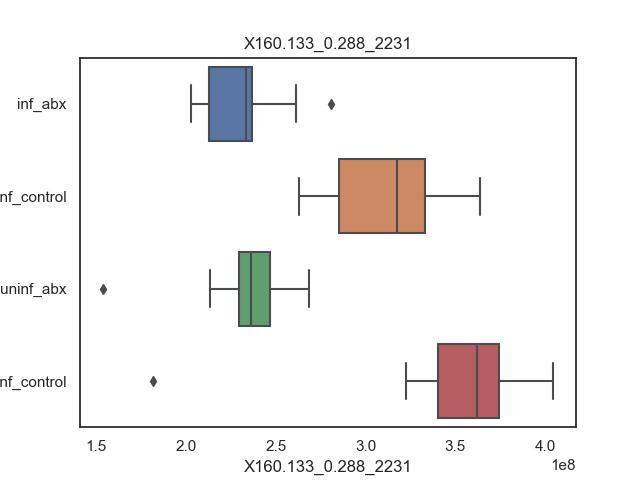 X160.133_0.288_2231
inf_abx
nf_control
uninf_abx
nf_control
1.5 2.0 2.5 3.0 3.5 4.0
X160.133_0.288_2231
1e8